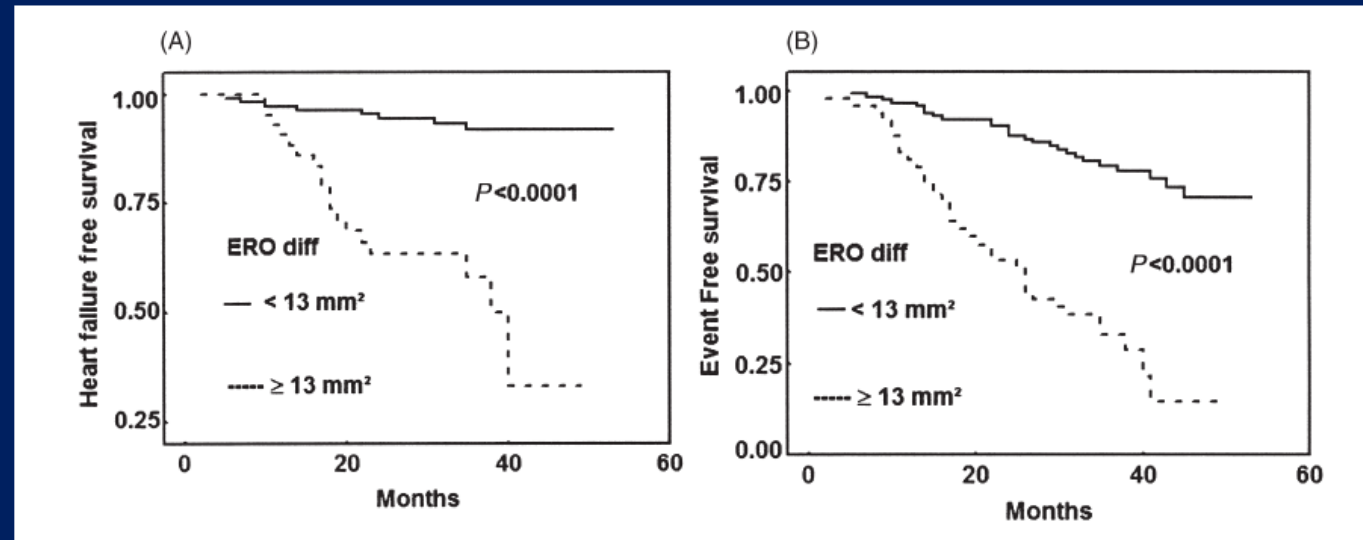 (A)
Heart failure free survival
1.00
0.75
0.50
0.25
P<0.0001
ERO diff
< 13 mm²
≥ 13 mm²
0 20 40 60
Months
(B)
Event Free survival
1.00
0.75
0.50
0.25
0.00
ERO diff
P<0.0001
< 13 mm²
≥ 13 mm²
0 20 40 60
Months